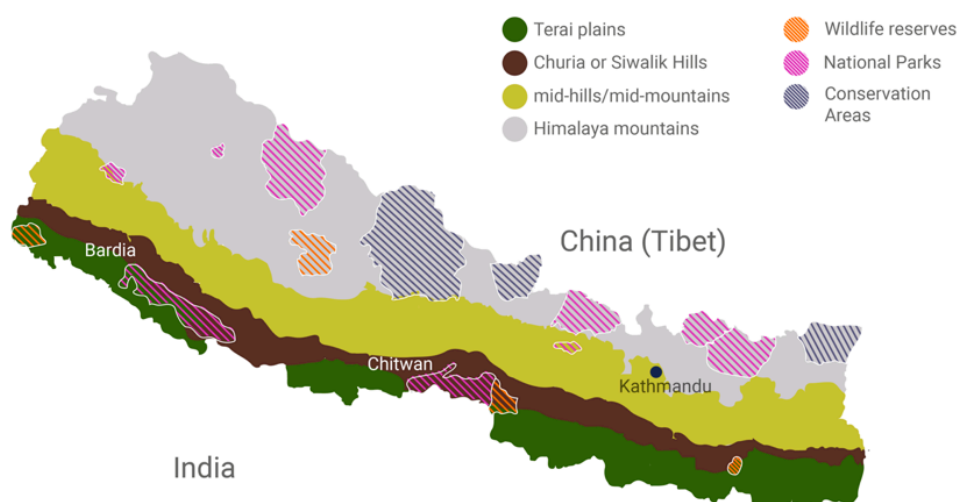 Terai plains
Churia or Siwalik Hills
mid-hills/mid-mountains
Himalaya mountains
Wildlife reserves
National Parks
Conservation
Areas
China (Tibet)
Bardia
Chitwan
Kathmandu
India